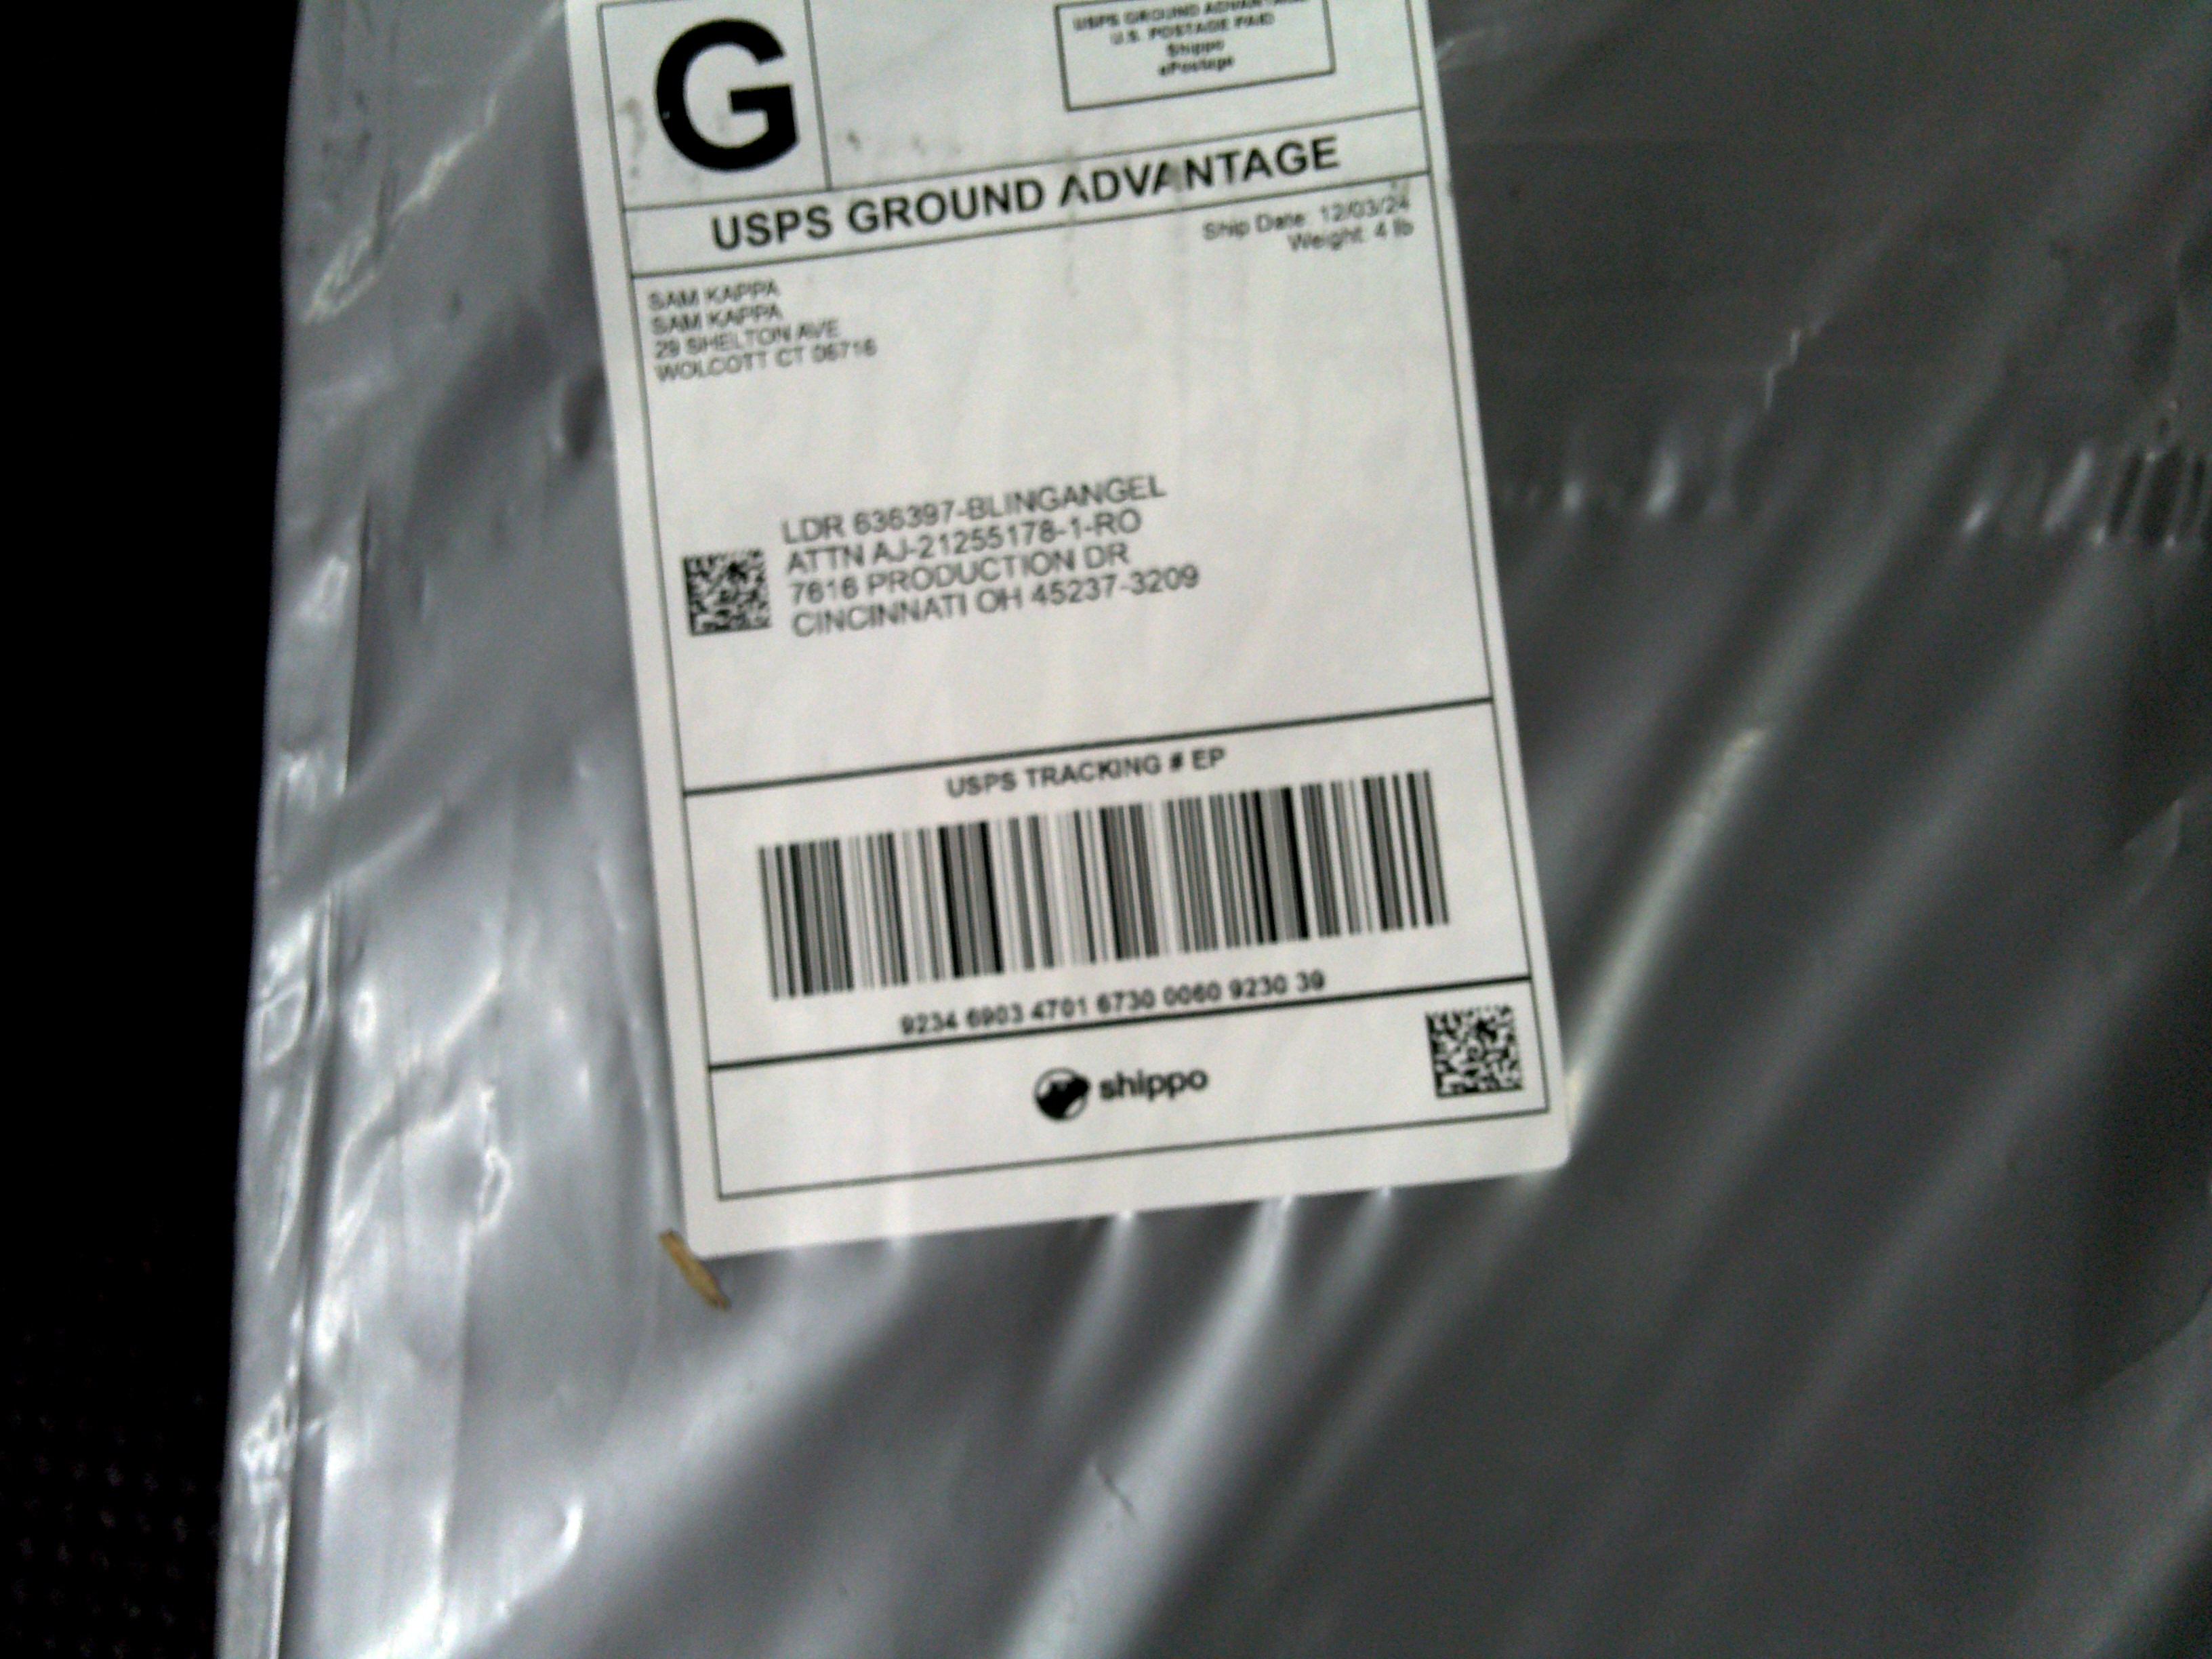 G
USPS GROUND ADVANTAGE
U.S. POSTAGE PAID
Shippo
ePostage
USPS GROUND ADVANTAGE
Ship Date: 12/03/24
Weight: 4 lb
SAM KAPPA
SAM KAPPA
29 SHELTON AVE
WOLCOTT CT 06716
LDR 636397-BLINGANGEL
ATTN AJ-21255178-1-RO
7616 PRODUCTION DR
CINCINNATI OH 45237-3209
USPS TRACKING # EP
9234 6903 4701 6730 0060 9230 39
shippo